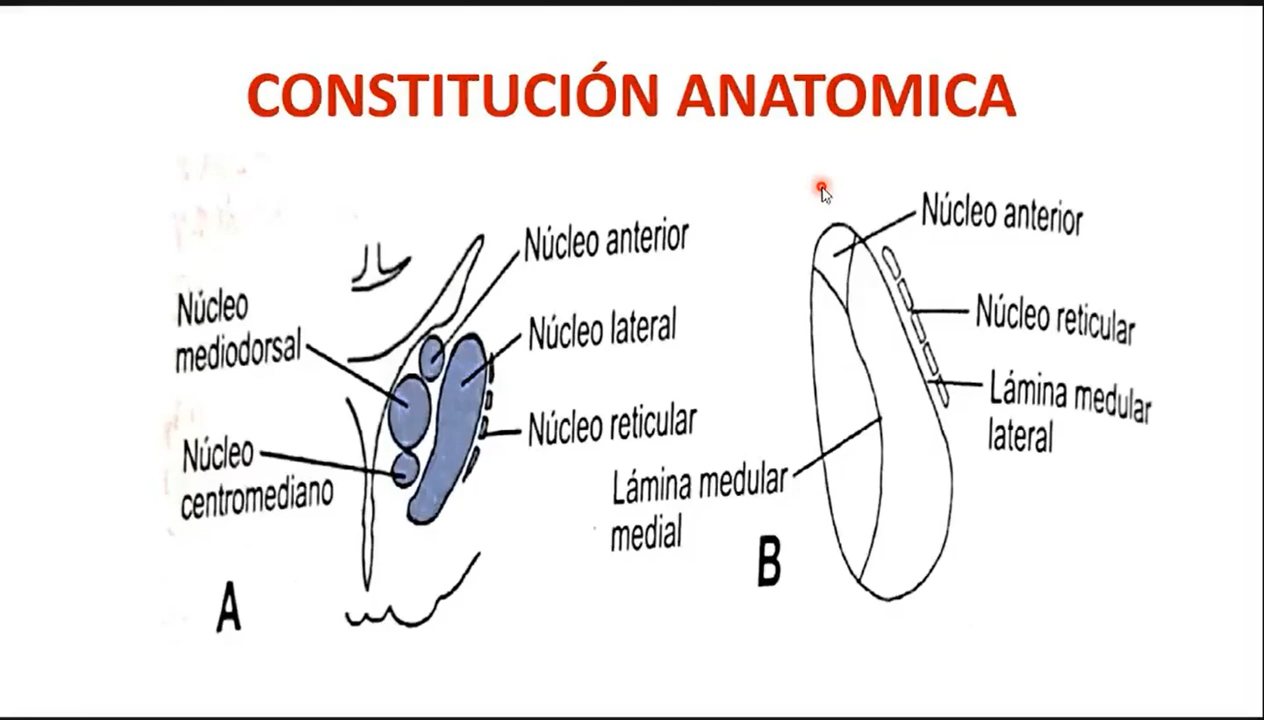 CONSTITUCIÓN ANATOMICA
Núcleo anterior
Núcleo
mediodorsal
Núcleo lateral
Núcleo reticular
Núcleo
centromediano
A
Núcleo anterior
Núcleo reticular
Lámina medular
lateral
Lámina medular
medial
B